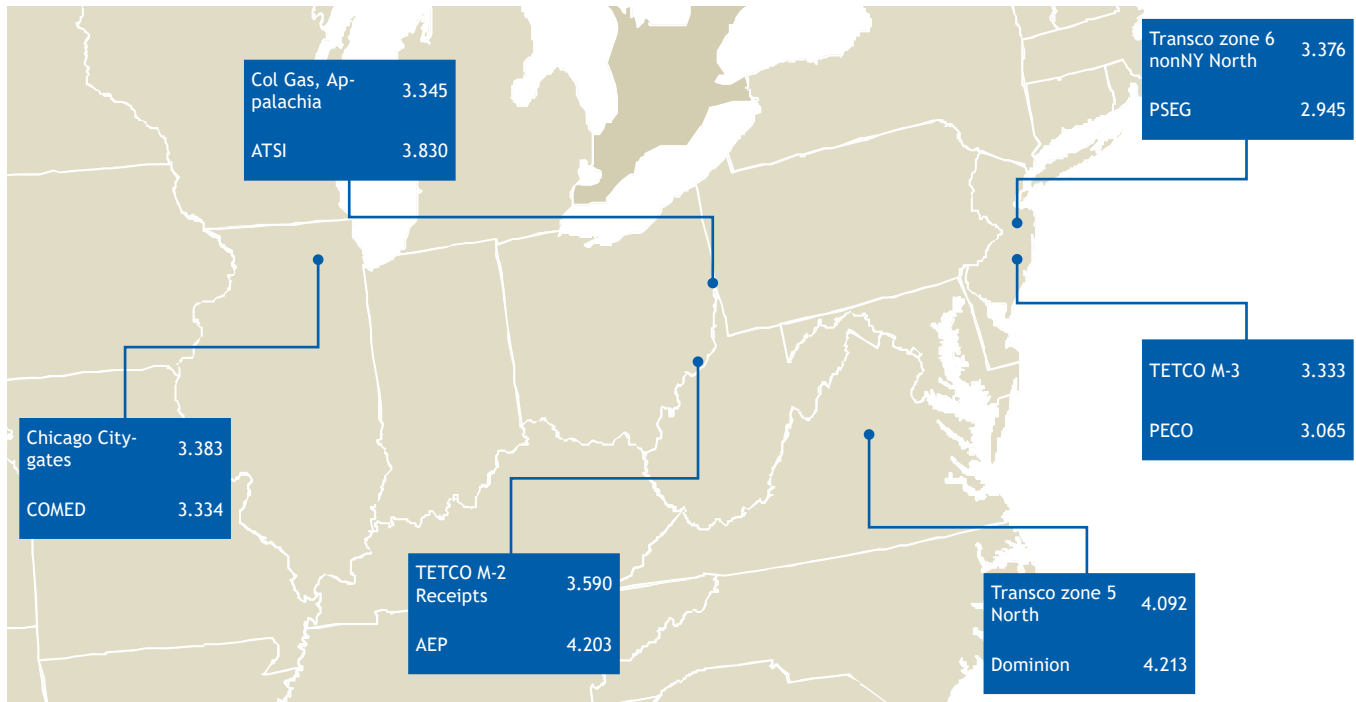 Transco zone 6
nonNY North 3.376
PSEG 2.945
Col Gas, Ap-
palachia 3.345
ATSI 3.830
TETCO M-3 3.333
PECO 3.065
Chicago City-
gates 3.383
COMED 3.334
TETCO M-2
Receipts 3.590
AEP 4.203
Transco zone 5
North 4.092
Dominion 4.213